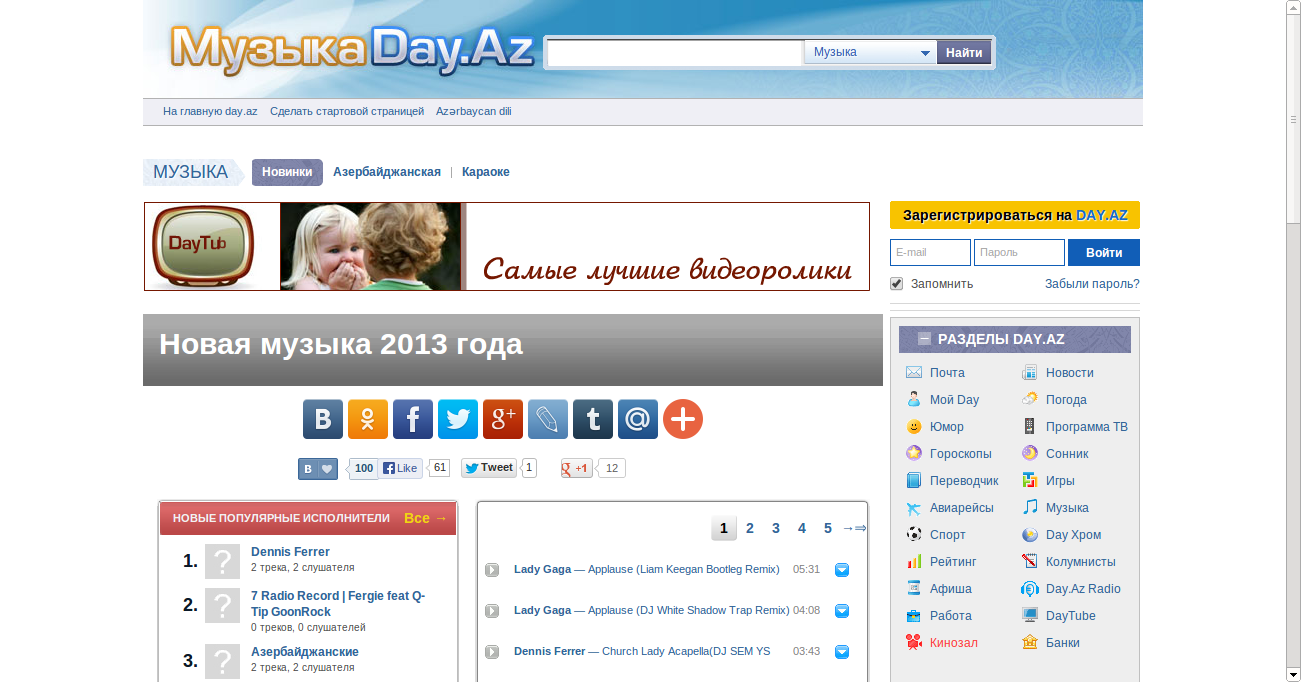 Музыка Day.Az
Музыка
Найти
На главную day.az Сделать стартовой страницей Azərbaycan dili
МУЗЫКА Новинки Азербайджанская | Караоке
DayTub
Самые лучшие видеоролики
Зарегистрироваться на DAY.AZ
E-mail Пароль Войти
Запомнить Забыли пароль?
Новая музыка 2013 года
B f g+ t @
B 100 Like 61 Tweet 1 g +1 12
НОВЫЕ ПОПУЛЯРНЫЕ ИСПОЛНИТЕЛИ Все →
1. Dennis Ferrer
2 трека, 2 слушателя
2. 7 Radio Record | Fergie feat Q-
Tip GoonRock
0 треков, 0 слушателей
3. Азербайджанские
2 трека, 2 слушателя
1 2 3 4 5 →⇒
Lady Gaga — Applause (Liam Keegan Bootleg Remix) 05:31
Lady Gaga — Applause (DJ White Shadow Trap Remix) 04:08
Dennis Ferrer — Church Lady Acapella(DJ SEM YS 03:43
РАЗДЕЛЫ DAY.AZ
Почта Новости
Мой Day Погода
Юмор Программа ТВ
Гороскопы Сонник
Переводчик Игры
Авиарейсы Музыка
Спорт Day Хром
Рейтинг Колумнисты
Афиша Day.Az Radio
Работа DayTube
Кинозал Банки